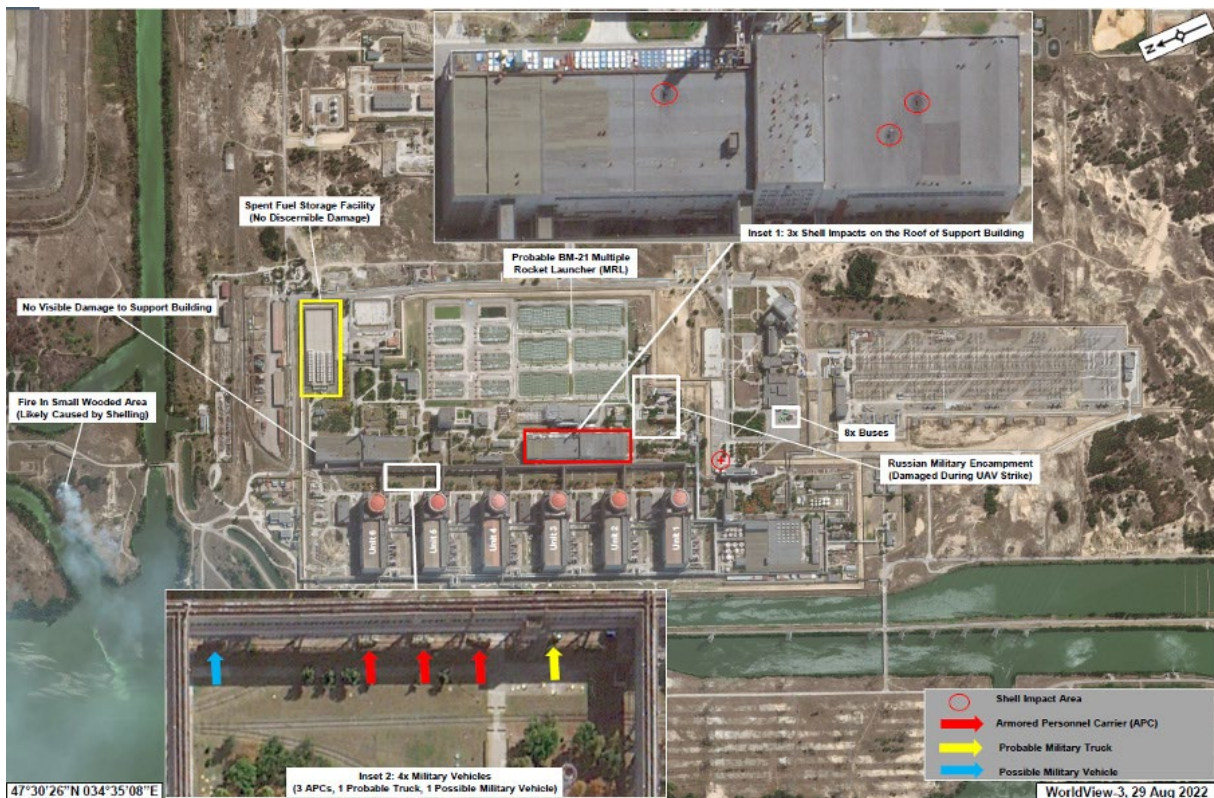 N
Inset 1: 3x Shell Impacts on the Roof of Support Building
Spent Fuel Storage Facility
(No Discernible Damage)
Probable BM-21 Multiple
Rocket Launcher (MRL)
No Visible Damage to Support Building
Fire In Small Wooded Area
(Likely Caused by Shelling)
8x Buses
Russian Military Encampment
(Damaged During UAV Strike)
Unit 6
Unit 5
Unit 4
Unit 3
Unit 2
Unit 1
Inset 2: 4x Military Vehicles
(3 APCs, 1 Probable Truck, 1 Possible Military Vehicle)
Shell Impact Area
Armored Personnel Carrier (APC)
Probable Military Truck
Possible Military Vehicle
47°30'26"N 034°35'08"E
WorldView-3, 29 Aug 2022